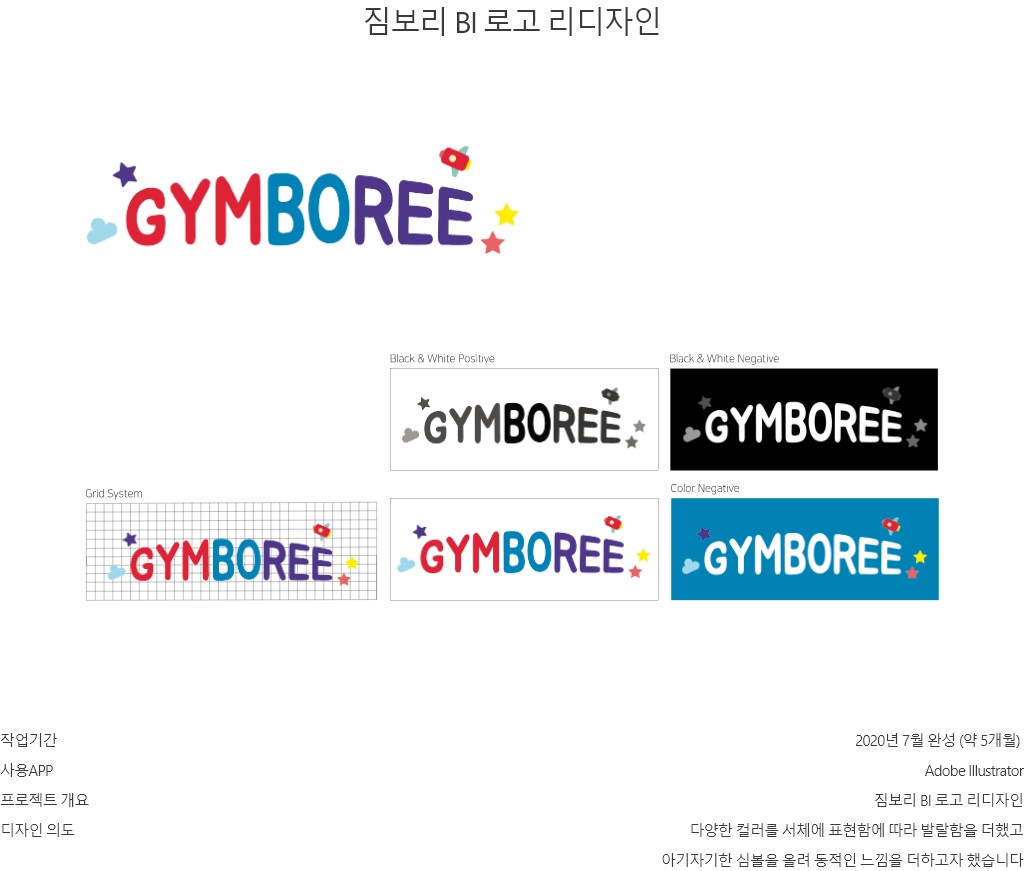 짐보리 BI 로고 리디자인
GYMBOREE
Black & White Positive
Black & White Negative
GYMBOREE
GYMBOREE
Grid System
Color Negative
GYMBOREE
GYMBOREE
GYMBOREE
작업기간
2020년 7월 완성 (약 5개월)
사용APP
Adobe Illustrator
프로젝트 개요
짐보리 BI 로고 리디자인
디자인 의도
다양한 컬러를 서체에 표현함에 따라 발랄함을 더했고
아기자기한 심볼을 올려 동적인 느낌을 더하고자 했습니다